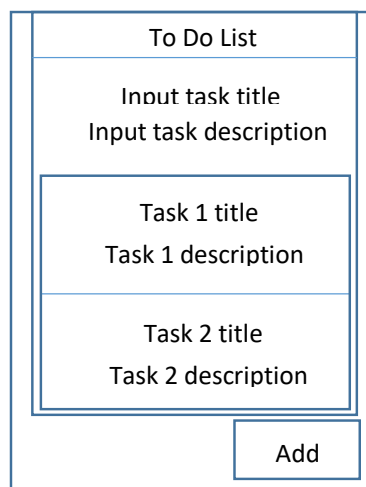 To Do List
Input task title
Input task description
Task 1 title
Task 1 description
Task 2 title
Task 2 description
Add